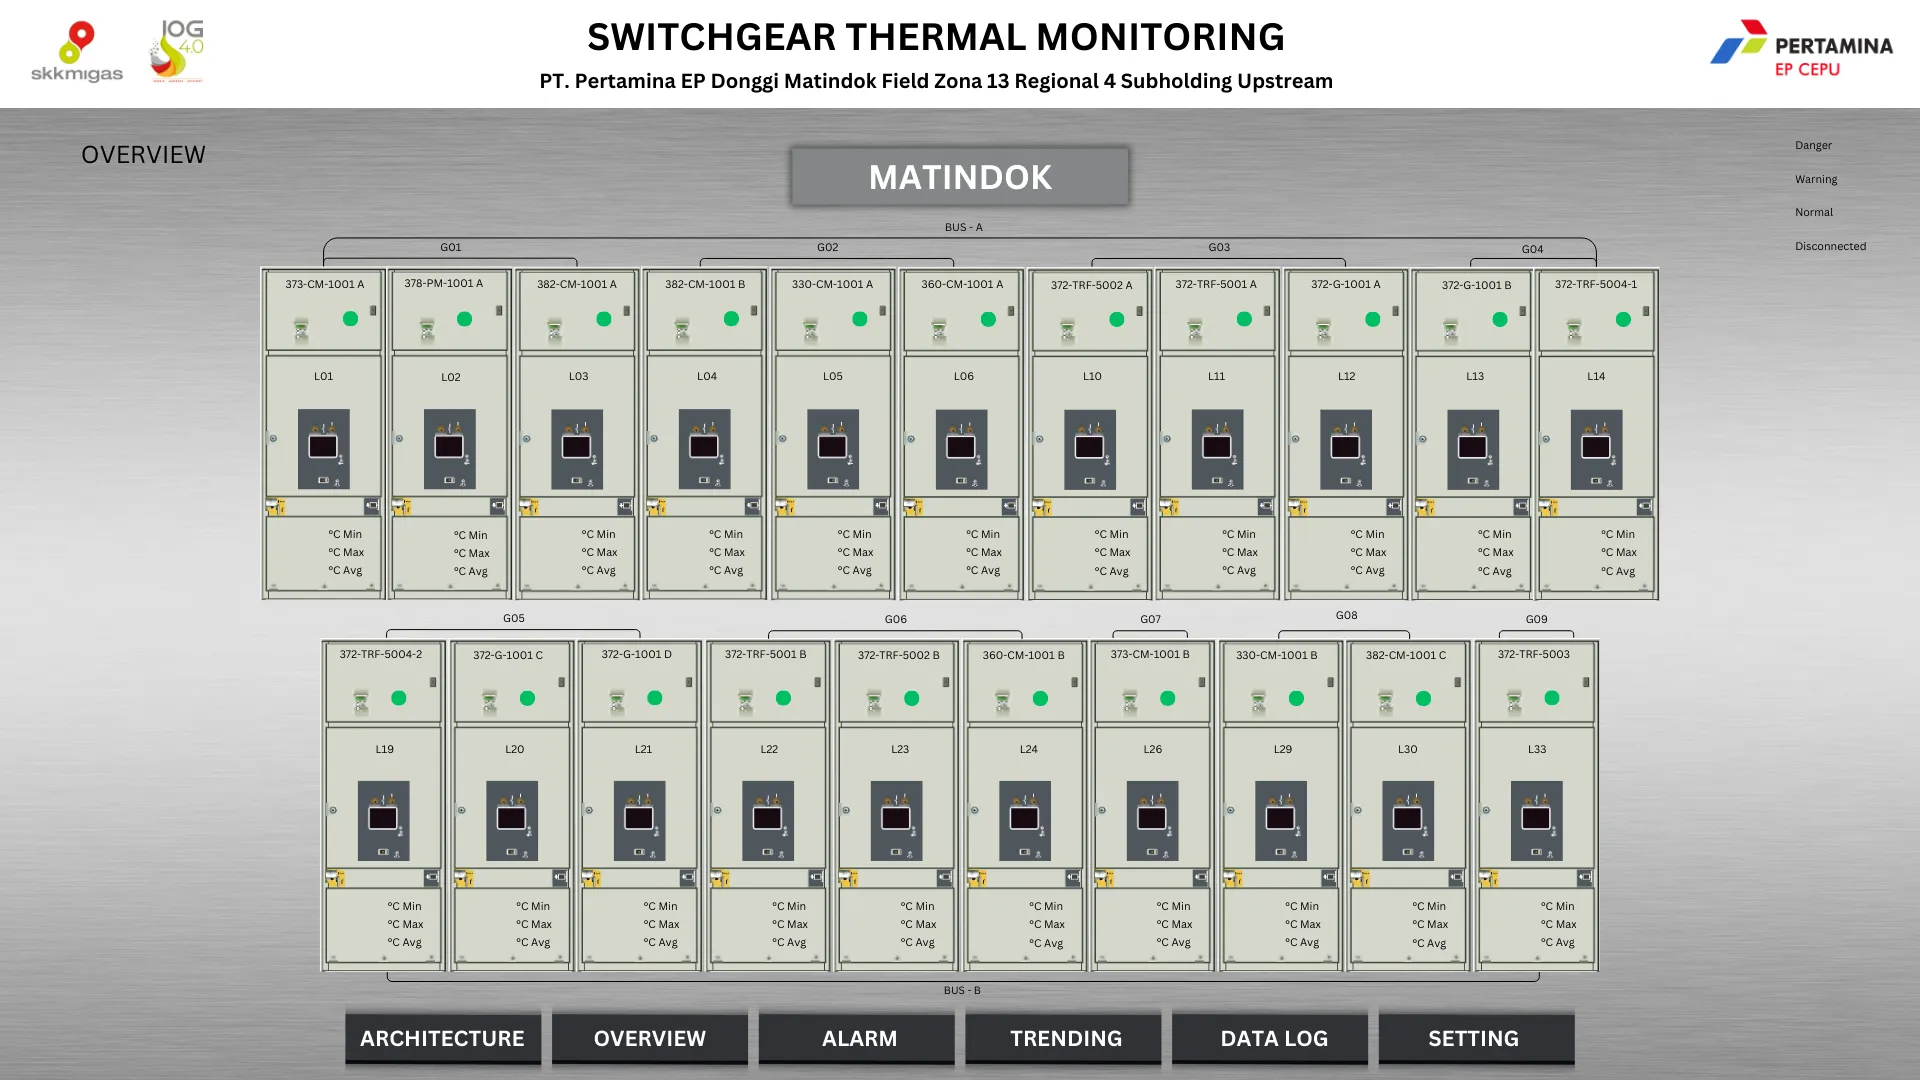 skkmigas
IOG
4.0
SWITCHGEAR THERMAL MONITORING
PT. Pertamina EP Donggi Matindok Field Zona 13 Regional 4 Subholding Upstream
PERTAMINA
EP CEPU
OVERVIEW
MATINDOK
Danger
Warning
Normal
Disconnected
BUS - A
G01 G02 G03 G04
373-CM-1001 A 378-PM-1001 A 382-CM-1001 A 382-CM-1001 B 330-CM-1001 A 360-CM-1001 A 372-TRF-5002 A 372-TRF-5001 A 372-G-1001 A 372-G-1001 B 372-TRF-5004-1
L01 L02 L03 L04 L05 L06 L10 L11 L12 L13 L14
°C Min °C Min °C Min °C Min °C Min °C Min °C Min °C Min °C Min °C Min °C Min
°C Max °C Max °C Max °C Max °C Max °C Max °C Max °C Max °C Max °C Max °C Max
°C Avg °C Avg °C Avg °C Avg °C Avg °C Avg °C Avg °C Avg °C Avg °C Avg °C Avg
G05 G06 G07 G08 G09
372-TRF-5004-2 372-G-1001 C 372-G-1001 D 372-TRF-5001 B 372-TRF-5002 B 360-CM-1001 B 373-CM-1001 B 330-CM-1001 B 382-CM-1001 C 372-TRF-5003
L19 L20 L21 L22 L23 L24 L26 L29 L30 L33
°C Min °C Min °C Min °C Min °C Min °C Min °C Min °C Min °C Min °C Min
°C Max °C Max °C Max °C Max °C Max °C Max °C Max °C Max °C Max °C Max
°C Avg °C Avg °C Avg °C Avg °C Avg °C Avg °C Avg °C Avg °C Avg °C Avg
BUS - B
ARCHITECTURE OVERVIEW ALARM TRENDING DATA LOG SETTING